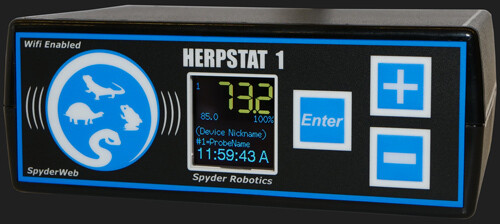 Wifi Enabled
HERPSTAT 1
1
73.2
85.0 100%
(Device Nickname)
#1=ProbeName
11:59:43 A
Enter
+
−
SpyderWeb
Spyder Robotics